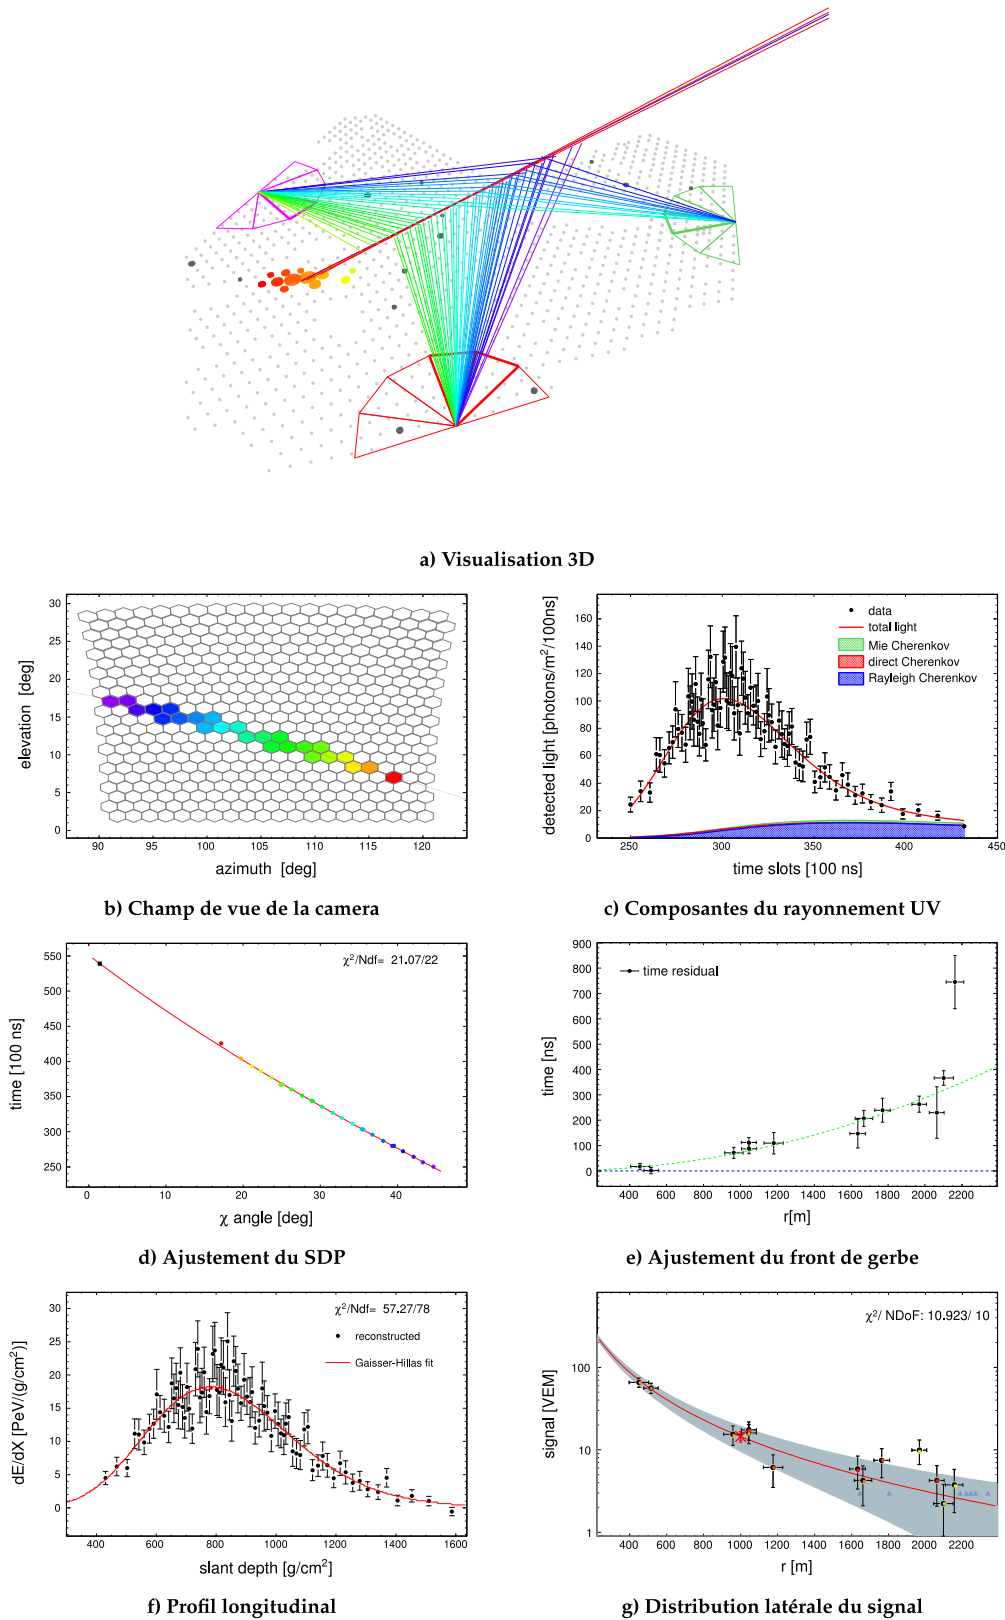 a) Visualisation 3D
30
25
20
15
10
5
0
elevation [deg]
90
95
100
105
110
115
120
azimuth [deg]
b) Champ de vue de la camera
160
140
120
100
80
60
40
20
0
detected light [photons/m²/100ns]
data
total light
Mie Cherenkov
direct Cherenkov
Rayleigh Cherenkov
250
300
350
400
450
time slots [100 ns]
c) Composantes du rayonnement UV
550
500
450
400
350
300
250
time [100 ns]
χ²/Ndf= 21.07/22
0
10
20
30
40
χ angle [deg]
d) Ajustement du SDP
900
800
700
600
500
400
300
200
100
0
time [ns]
time residual
400
600
800
1000
1200
1400
1600
1800
2000
2200
r[m]
e) Ajustement du front de gerbe
30
25
20
15
10
5
0
dE/dX [PeV/(g/cm²)]
χ²/Ndf= 57.27/78
reconstructed
Gaisser-Hillas fit
400
600
800
1000
1200
1400
1600
slant depth [g/cm²]
f) Profil longitudinal
100
10
1
signal [VEM]
χ²/ NDoF: 10.923/ 10
400
600
800
1000
1200
1400
1600
1800
2000
2200
r [m]
g) Distribution latérale du signal